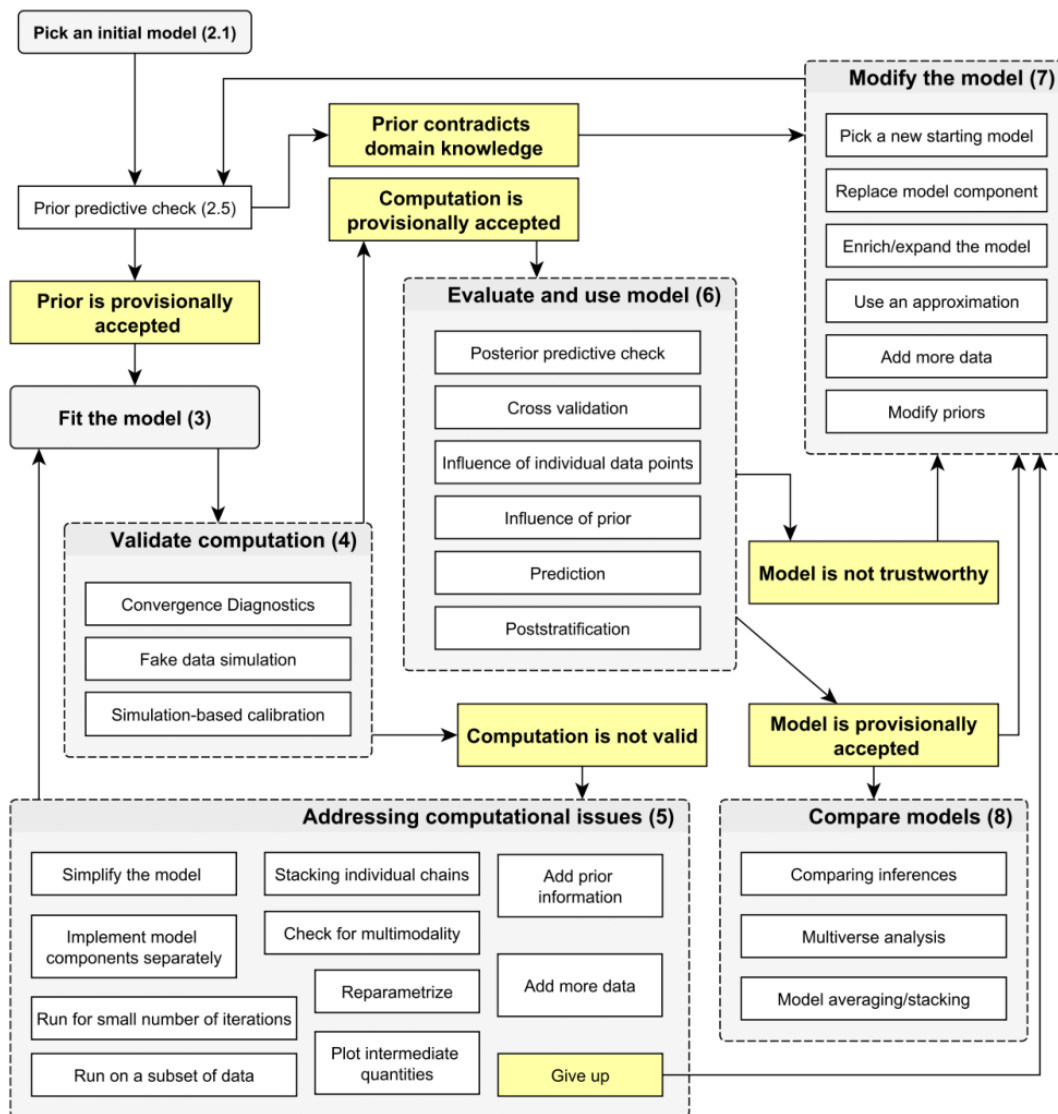 Pick an initial model (2.1)
Prior predictive check (2.5)
Prior contradicts
domain knowledge
Prior is provisionally
accepted
Fit the model (3)
Validate computation (4)
Convergence Diagnostics
Fake data simulation
Simulation-based calibration
Computation is
provisionally accepted
Evaluate and use model (6)
Posterior predictive check
Cross validation
Influence of individual data points
Influence of prior
Prediction
Poststratification
Modify the model (7)
Pick a new starting model
Replace model component
Enrich/expand the model
Use an approximation
Add more data
Modify priors
Model is not trustworthy
Computation is not valid
Model is provisionally
accepted
Addressing computational issues (5)
Simplify the model
Implement model
components separately
Run for small number of iterations
Run on a subset of data
Stacking individual chains
Check for multimodality
Reparametrize
Plot intermediate
quantities
Add prior
information
Add more data
Give up
Compare models (8)
Comparing inferences
Multiverse analysis
Model averaging/stacking